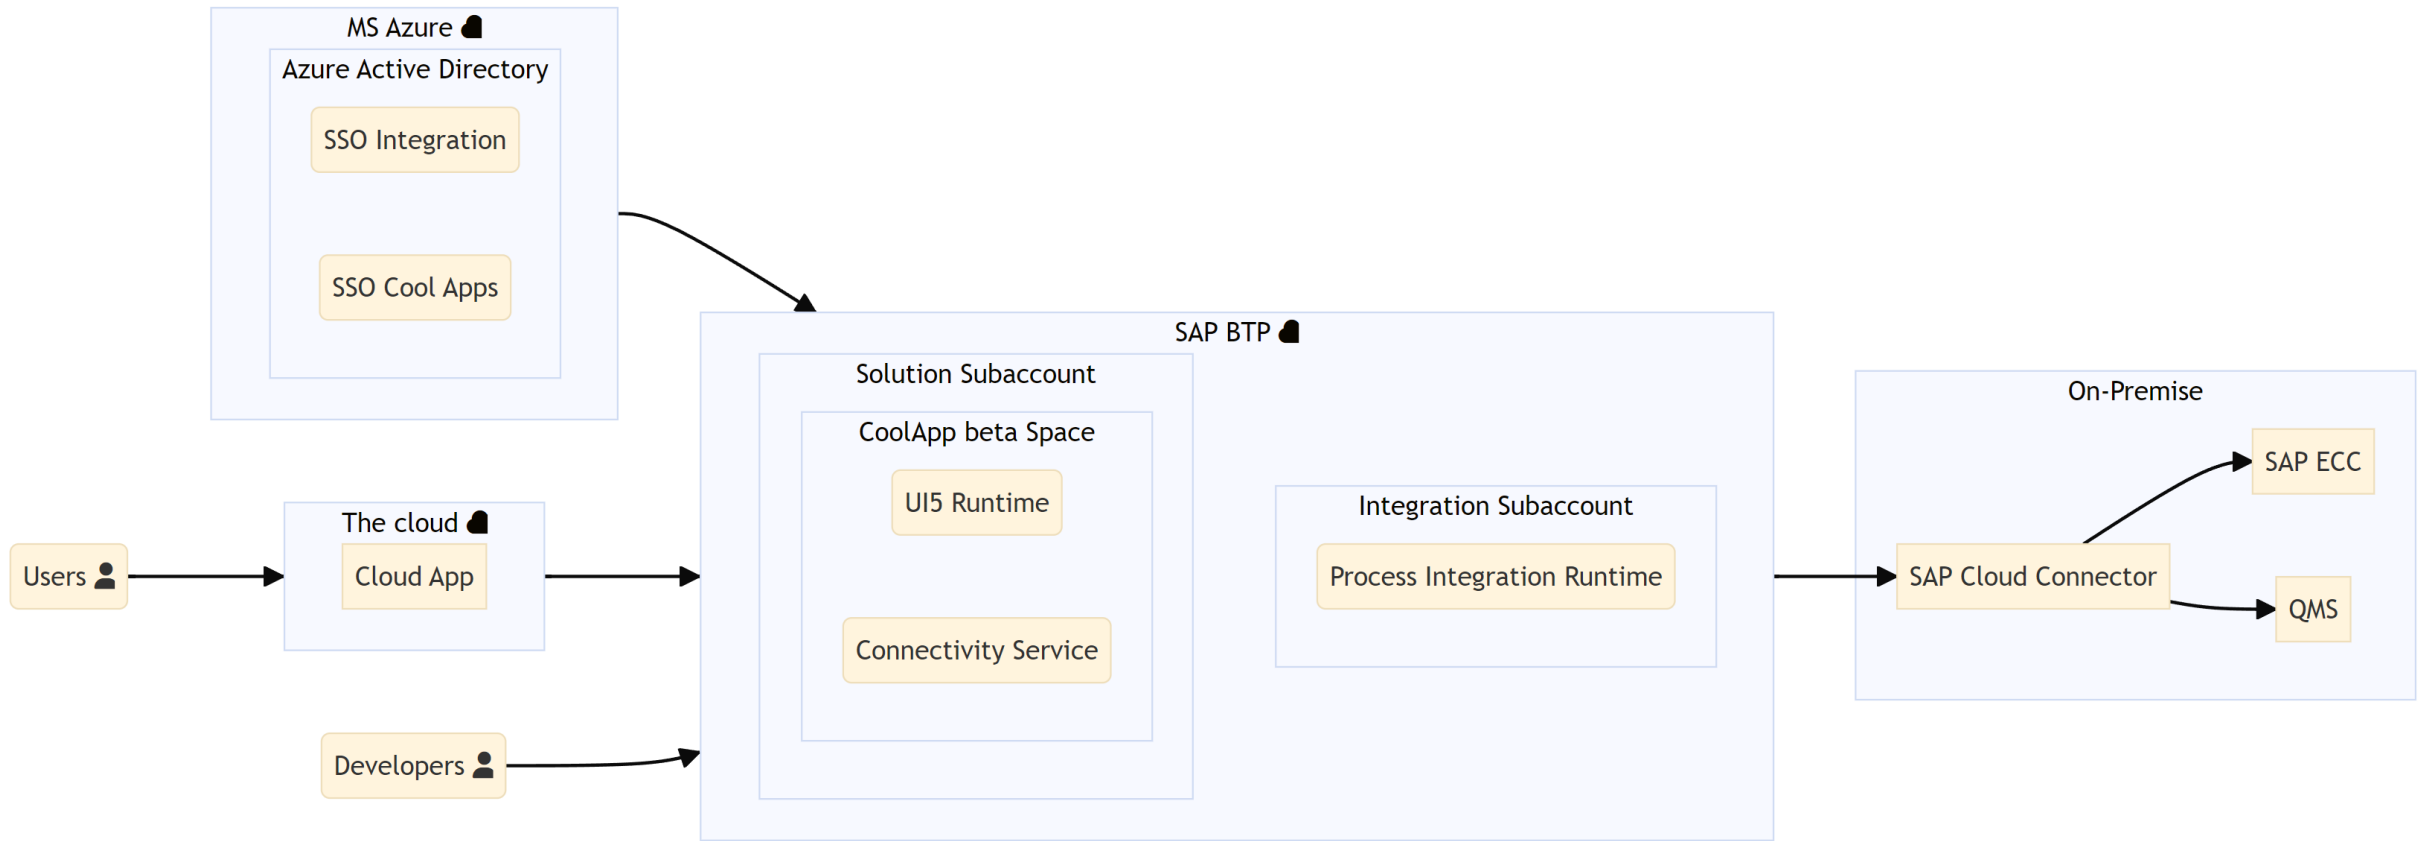 MS Azure
Azure Active Directory
SSO Integration
SSO Cool Apps
SAP BTP
Solution Subaccount
CoolApp beta Space
UI5 Runtime
Connectivity Service
Integration Subaccount
Process Integration Runtime
On-Premise
SAP ECC
SAP Cloud Connector
QMS
The cloud
Cloud App
Users
Developers